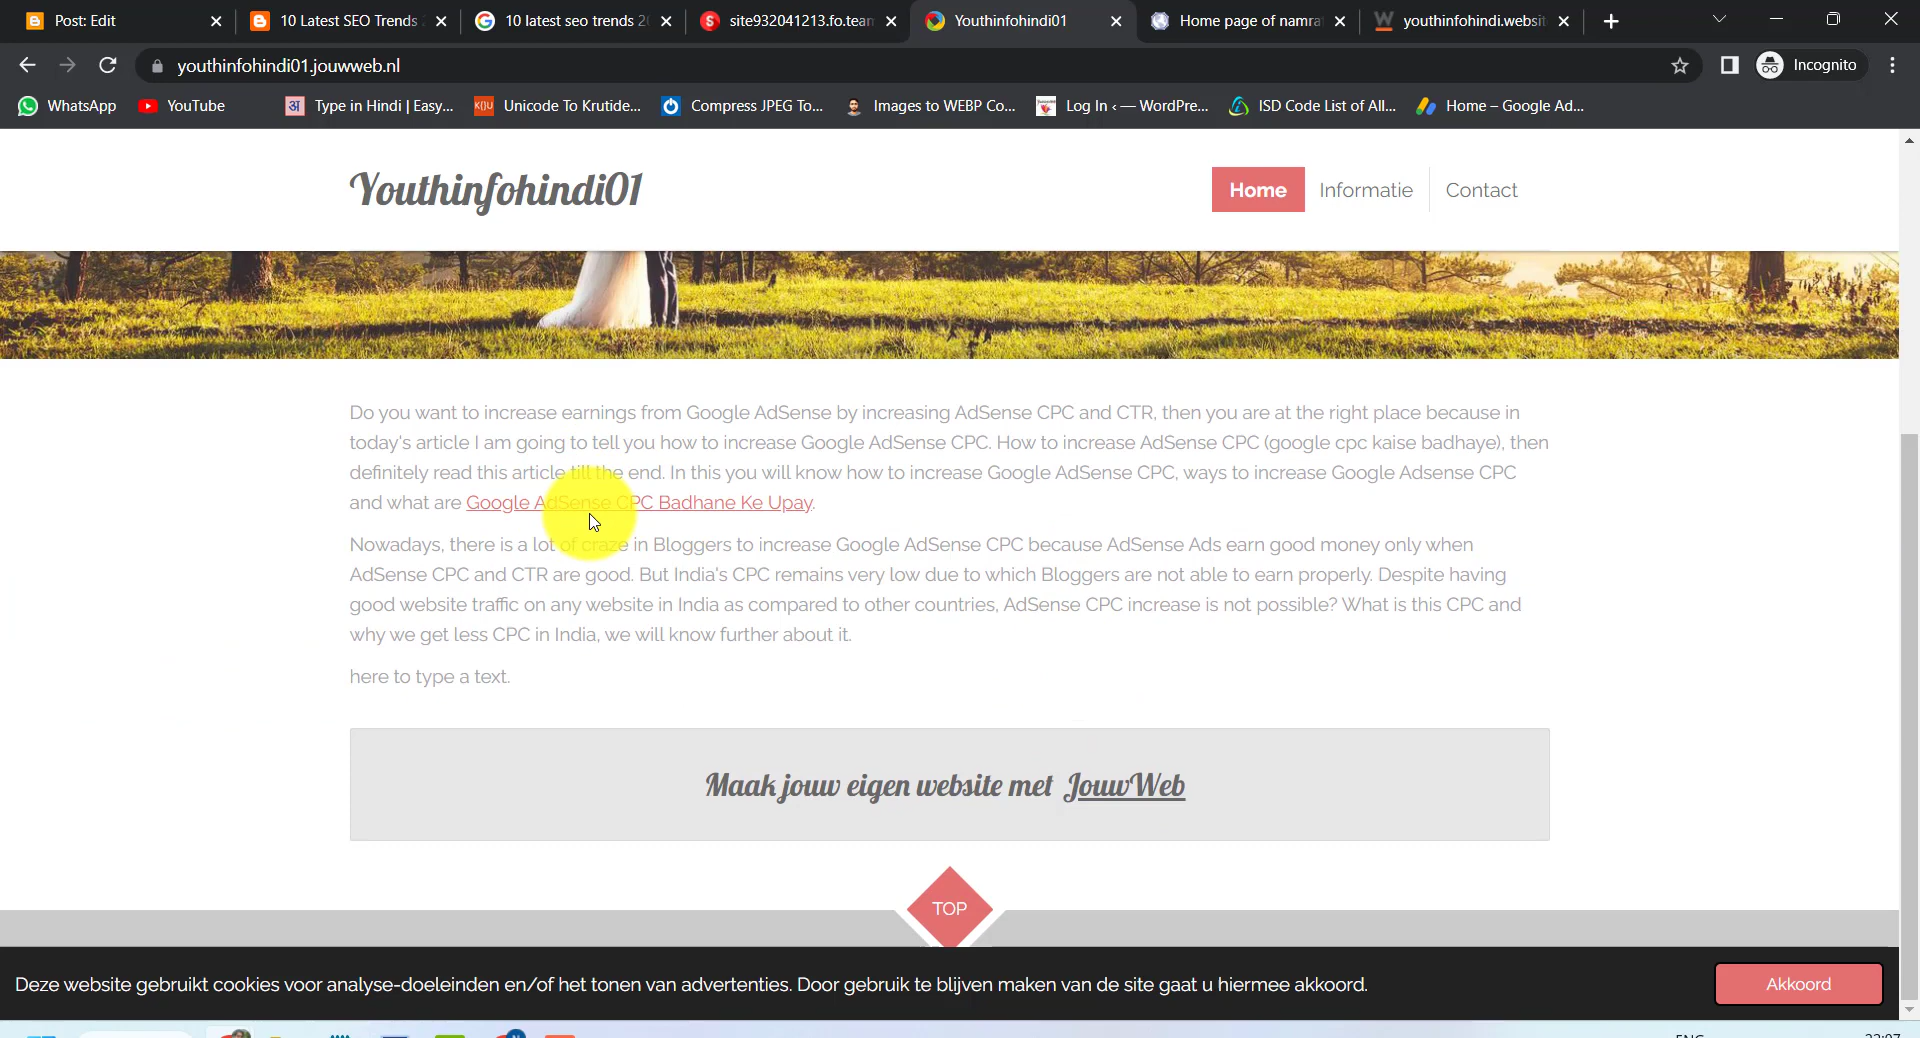 Post: Edit
10 Latest SEO Trends
10 latest seo trends 2
site932041213.fo.team
Youthinfohindi01
Home page of namra
youthinfohindi.websit
youthinfohindi01.jouwweb.nl
Incognito
WhatsApp
YouTube
Type in Hindi | Easy...
Unicode To Krutide...
Compress JPEG To...
Images to WEBP Co...
Log In ‹ — WordPre...
ISD Code List of All...
Home – Google Ad...
Youthinfohindi01
Home
Informatie
Contact
Do you want to increase earnings from Google AdSense by increasing AdSense CPC and CTR, then you are at the right place because in
today's article I am going to tell you how to increase Google AdSense CPC. How to increase AdSense CPC (google cpc kaise badhaye), then
definitely read this article till the end. In this you will know how to increase Google AdSense CPC, ways to increase Google Adsense CPC
and what are Google AdSense CPC Badhane Ke Upay.
Nowadays, there is a lot of craze in Bloggers to increase Google AdSense CPC because AdSense Ads earn good money only when
AdSense CPC and CTR are good. But India's CPC remains very low due to which Bloggers are not able to earn properly. Despite having
good website traffic on any website in India as compared to other countries, AdSense CPC increase is not possible? What is this CPC and
why we get less CPC in India, we will know further about it.
here to type a text.
Maak jouw eigen website met JouwWeb
TOP
Deze website gebruikt cookies voor analyse-doeleinden en/of het tonen van advertenties. Door gebruik te blijven maken van de site gaat u hiermee akkoord.
Akkoord